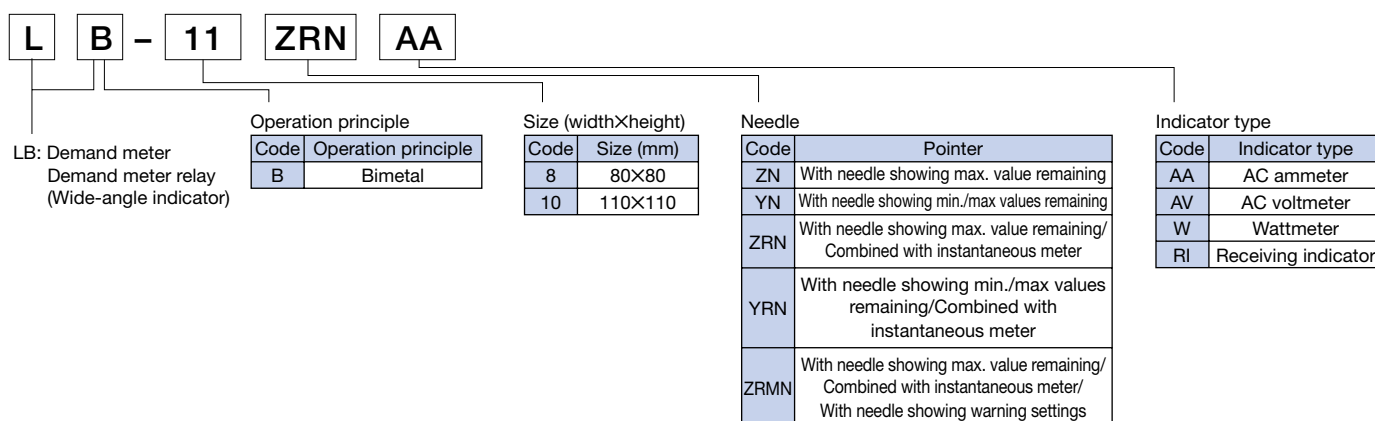 L B – 11 ZRN AA
LB: Demand meter
Demand meter relay
(Wide-angle indicator)
Operation principle
Code Operation principle
B Bimetal
Size (width✕height)
Code Size (mm)
8 80✕80
10 110✕110
Needle
Code Pointer
ZN With needle showing max. value remaining
YN With needle showing min./max values remaining
ZRN With needle showing max. value remaining/
Combined with instantaneous meter
YRN With needle showing min./max values
remaining/Combined with
instantaneous meter
ZRMN With needle showing max. value remaining/
Combined with instantaneous meter/
With needle showing warning settings
Indicator type
Code Indicator type
AA AC ammeter
AV AC voltmeter
W Wattmeter
RI Receiving indicator